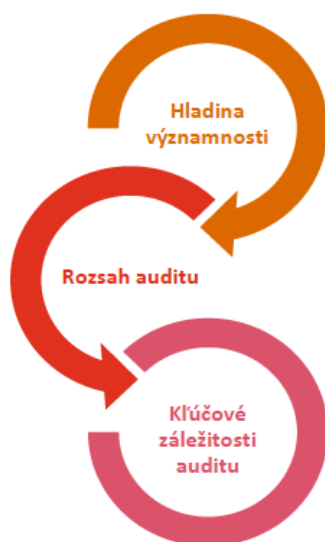 Hladina
významnosti
Rozsah auditu
Kľúčové
záležitosti
auditu